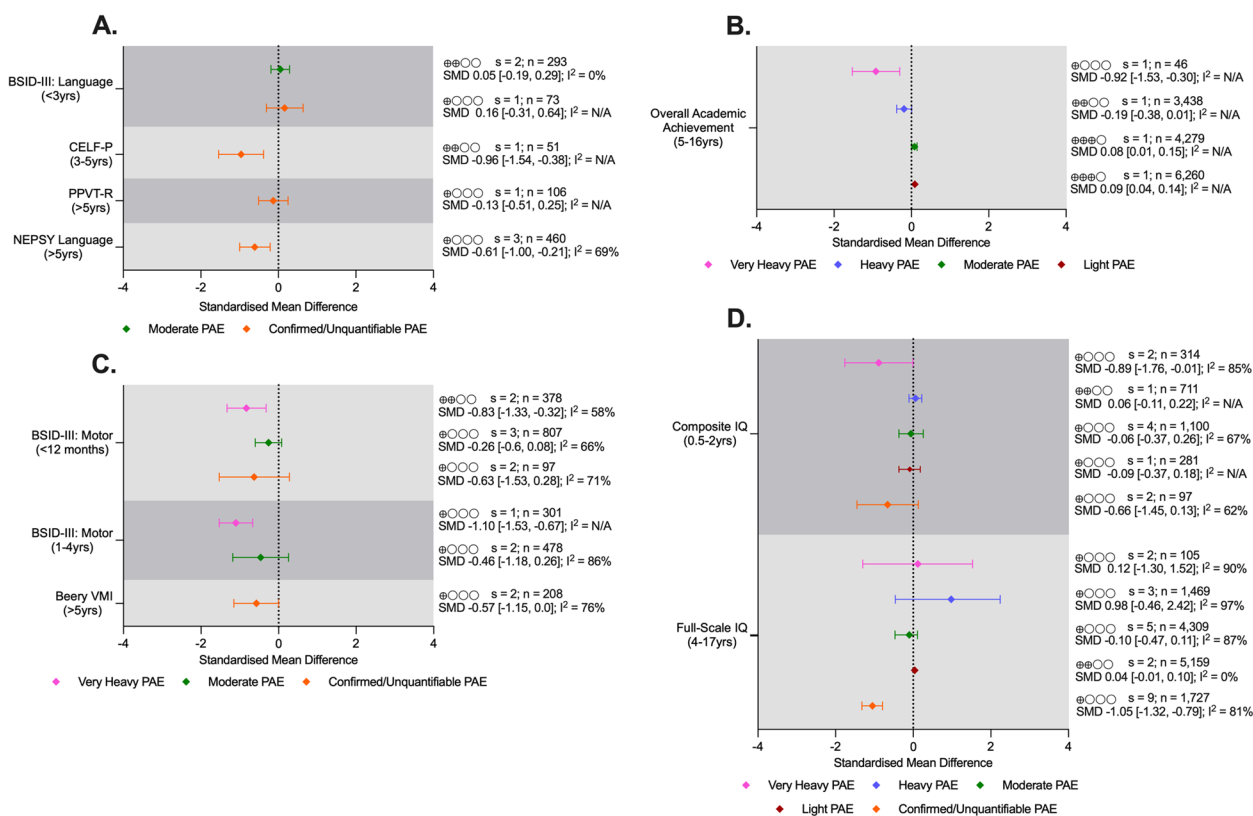 A.
BSID-III: Language
(<3yrs)
⊕⊕○○ s = 2; n = 293
SMD 0.05 [-0.19, 0.29]; I² = 0%
⊕○○○ s = 1; n = 73
SMD 0.16 [-0.31, 0.64]; I² = N/A
CELF-P
(3-5yrs)
⊕⊕○○ s = 1; n = 51
SMD -0.96 [-1.54, -0.38]; I² = N/A
PPVT-R
(>5yrs)
⊕○○○ s = 1; n = 106
SMD -0.13 [-0.51, 0.25]; I² = N/A
NEPSY Language
(>5yrs)
⊕○○○ s = 3; n = 460
SMD -0.61 [-1.00, -0.21]; I² = 69%
-4 -2 0 2 4
Standardised Mean Difference
Moderate PAE Confirmed/Unquantifiable PAE
B.
Overall Academic
Achievement
(5-16yrs)
⊕○○○ s = 1; n = 46
SMD -0.92 [-1.53, -0.30]; I² = N/A
⊕⊕○○ s = 1; n = 3,438
SMD -0.19 [-0.38, 0.01]; I² = N/A
⊕⊕⊕○ s = 1; n = 4,279
SMD 0.08 [0.01, 0.15]; I² = N/A
⊕⊕⊕○ s = 1; n = 6,260
SMD 0.09 [0.04, 0.14]; I² = N/A
-4 -2 0 2 4
Standardised Mean Difference
Very Heavy PAE Heavy PAE Moderate PAE Light PAE
C.
BSID-III: Motor
(<12 months)
⊕⊕○○ s = 2; n = 378
SMD -0.83 [-1.33, -0.32]; I² = 58%
⊕○○○ s = 3; n = 807
SMD -0.26 [-0.6, 0.08]; I² = 66%
⊕○○○ s = 2; n = 97
SMD -0.63 [-1.53, 0.28]; I² = 71%
BSID-III: Motor
(1-4yrs)
⊕○○○ s = 1; n = 301
SMD -1.10 [-1.53, -0.67]; I² = N/A
⊕○○○ s = 2; n = 478
SMD -0.46 [-1.18, 0.26]; I² = 86%
Beery VMI
(>5yrs)
⊕○○○ s = 2; n = 208
SMD -0.57 [-1.15, 0.0]; I² = 76%
-4 -2 0 2 4
Standardised Mean Difference
Very Heavy PAE Moderate PAE Confirmed/Unquantifiable PAE
D.
Composite IQ
(0.5-2yrs)
⊕○○○ s = 2; n = 314
SMD -0.89 [-1.76, -0.01]; I² = 85%
⊕⊕○○ s = 1; n = 711
SMD 0.06 [-0.11, 0.22]; I² = N/A
⊕○○○ s = 4; n = 1,100
SMD -0.06 [-0.37, 0.26]; I² = 67%
⊕○○○ s = 1; n = 281
SMD -0.09 [-0.37, 0.18]; I² = N/A
⊕○○○ s = 2; n = 97
SMD -0.66 [-1.45, 0.13]; I² = 62%
Full-Scale IQ
(4-17yrs)
⊕○○○ s = 2; n = 105
SMD 0.12 [-1.30, 1.52]; I² = 90%
⊕○○○ s = 3; n = 1,469
SMD 0.98 [-0.46, 2.42]; I² = 97%
⊕○○○ s = 5; n = 4,309
SMD -0.10 [-0.47, 0.11]; I² = 87%
⊕⊕○○ s = 2; n = 5,159
SMD 0.04 [-0.01, 0.10]; I² = 0%
⊕○○○ s = 9; n = 1,727
SMD -1.05 [-1.32, -0.79]; I² = 81%
-4 -2 0 2 4
Standardised Mean Difference
Very Heavy PAE Heavy PAE Moderate PAE
Light PAE Confirmed/Unquantifiable PAE